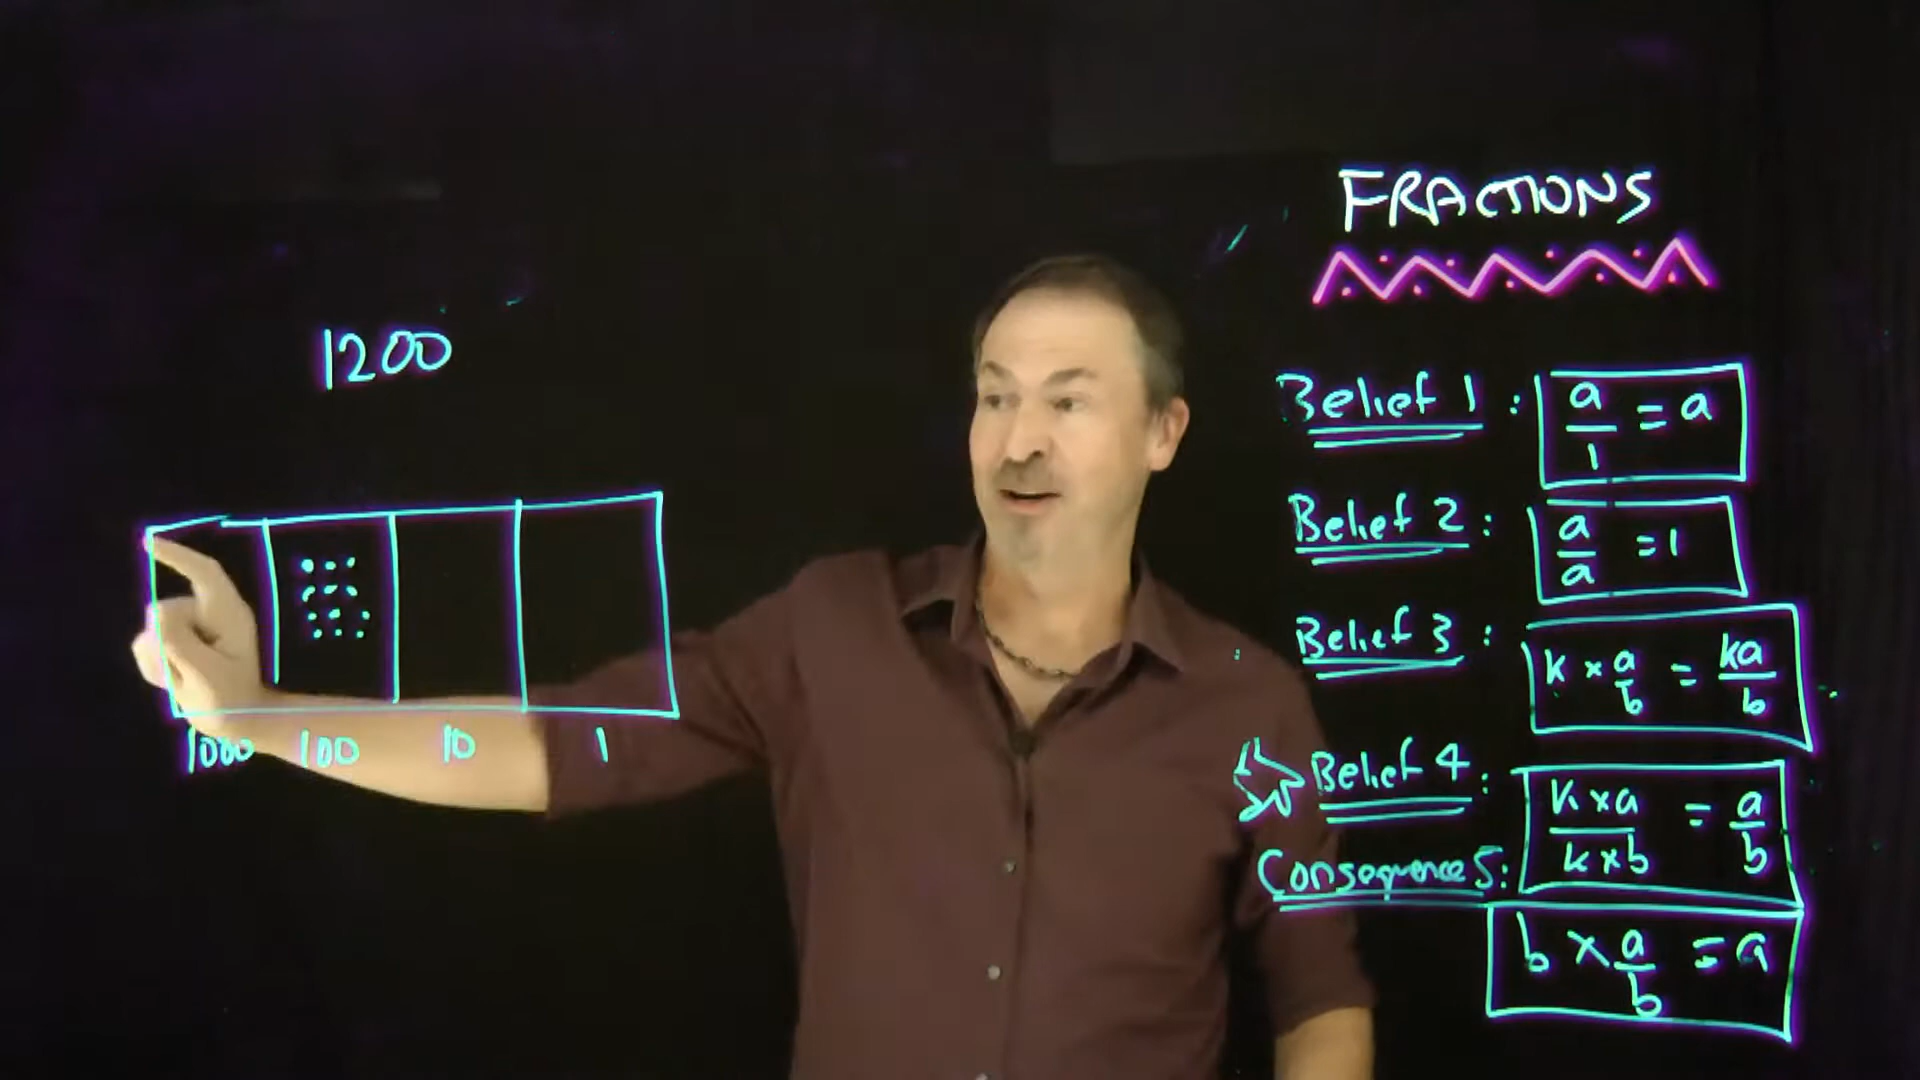 1200
1000 100 10 1
FRACTIONS
Belief 1 : a/1 = a
Belief 2 : a/a = 1
Belief 3 : k × a/b = ka/b
Belief 4 : k × a / k × b = a/b
Consequence 5 : b × a/b = a